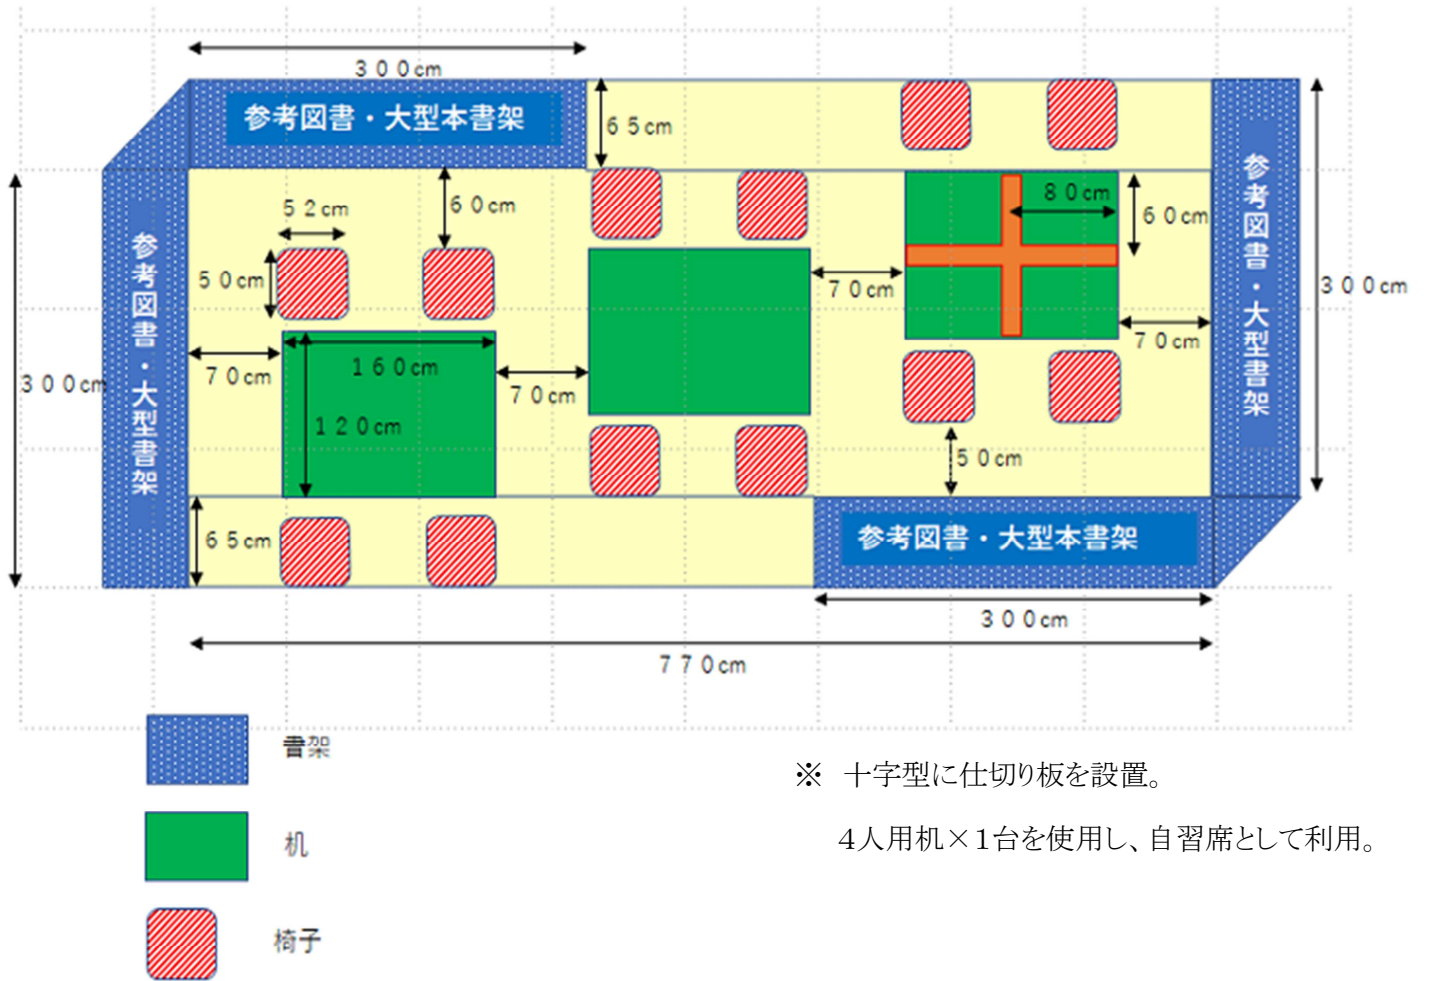 ３００cm
参考図書・大型本書架
６５cm
８０cm
６０cm
５２cm
６０cm
５０cm
７０cm
３００cm
７０cm
７０cm
１６０cm
７０cm
１２０cm
３００cm
５０cm
参考図書・大型書架
参考図書・大型書架
６５cm
参考図書・大型本書架
３００cm
７７０cm
書架
机
椅子
※　十字型に仕切り板を設置。
４人用机×１台を使用し、自習席として利用。